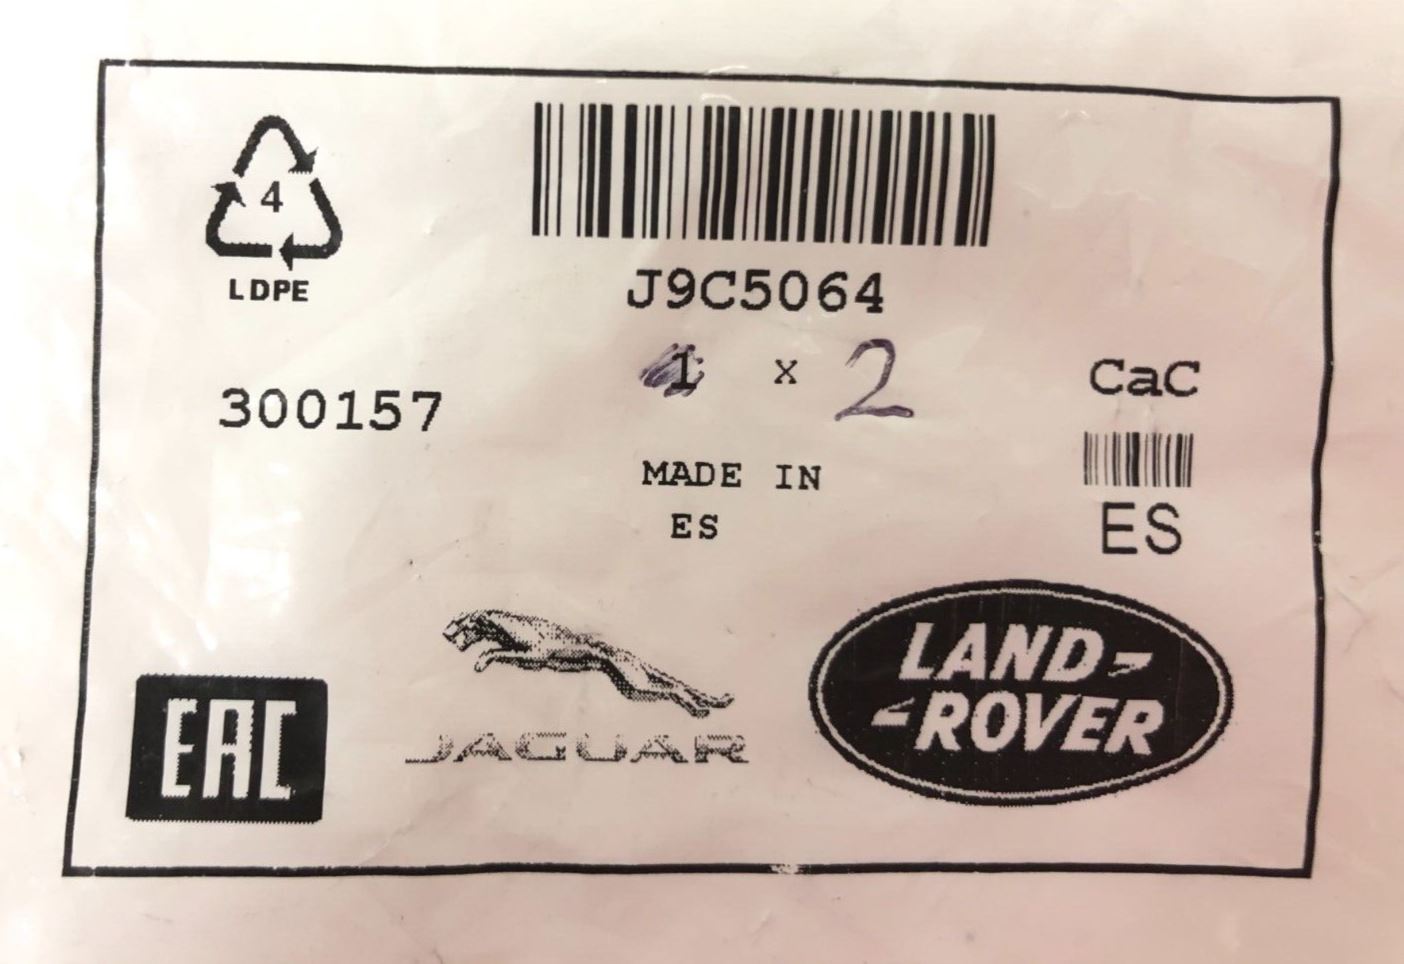 4
LDPE
J9C5064
1 x 2
300157
CaC
MADE IN
ES
ES
EAC
JAGUAR
LAND-
-ROVER